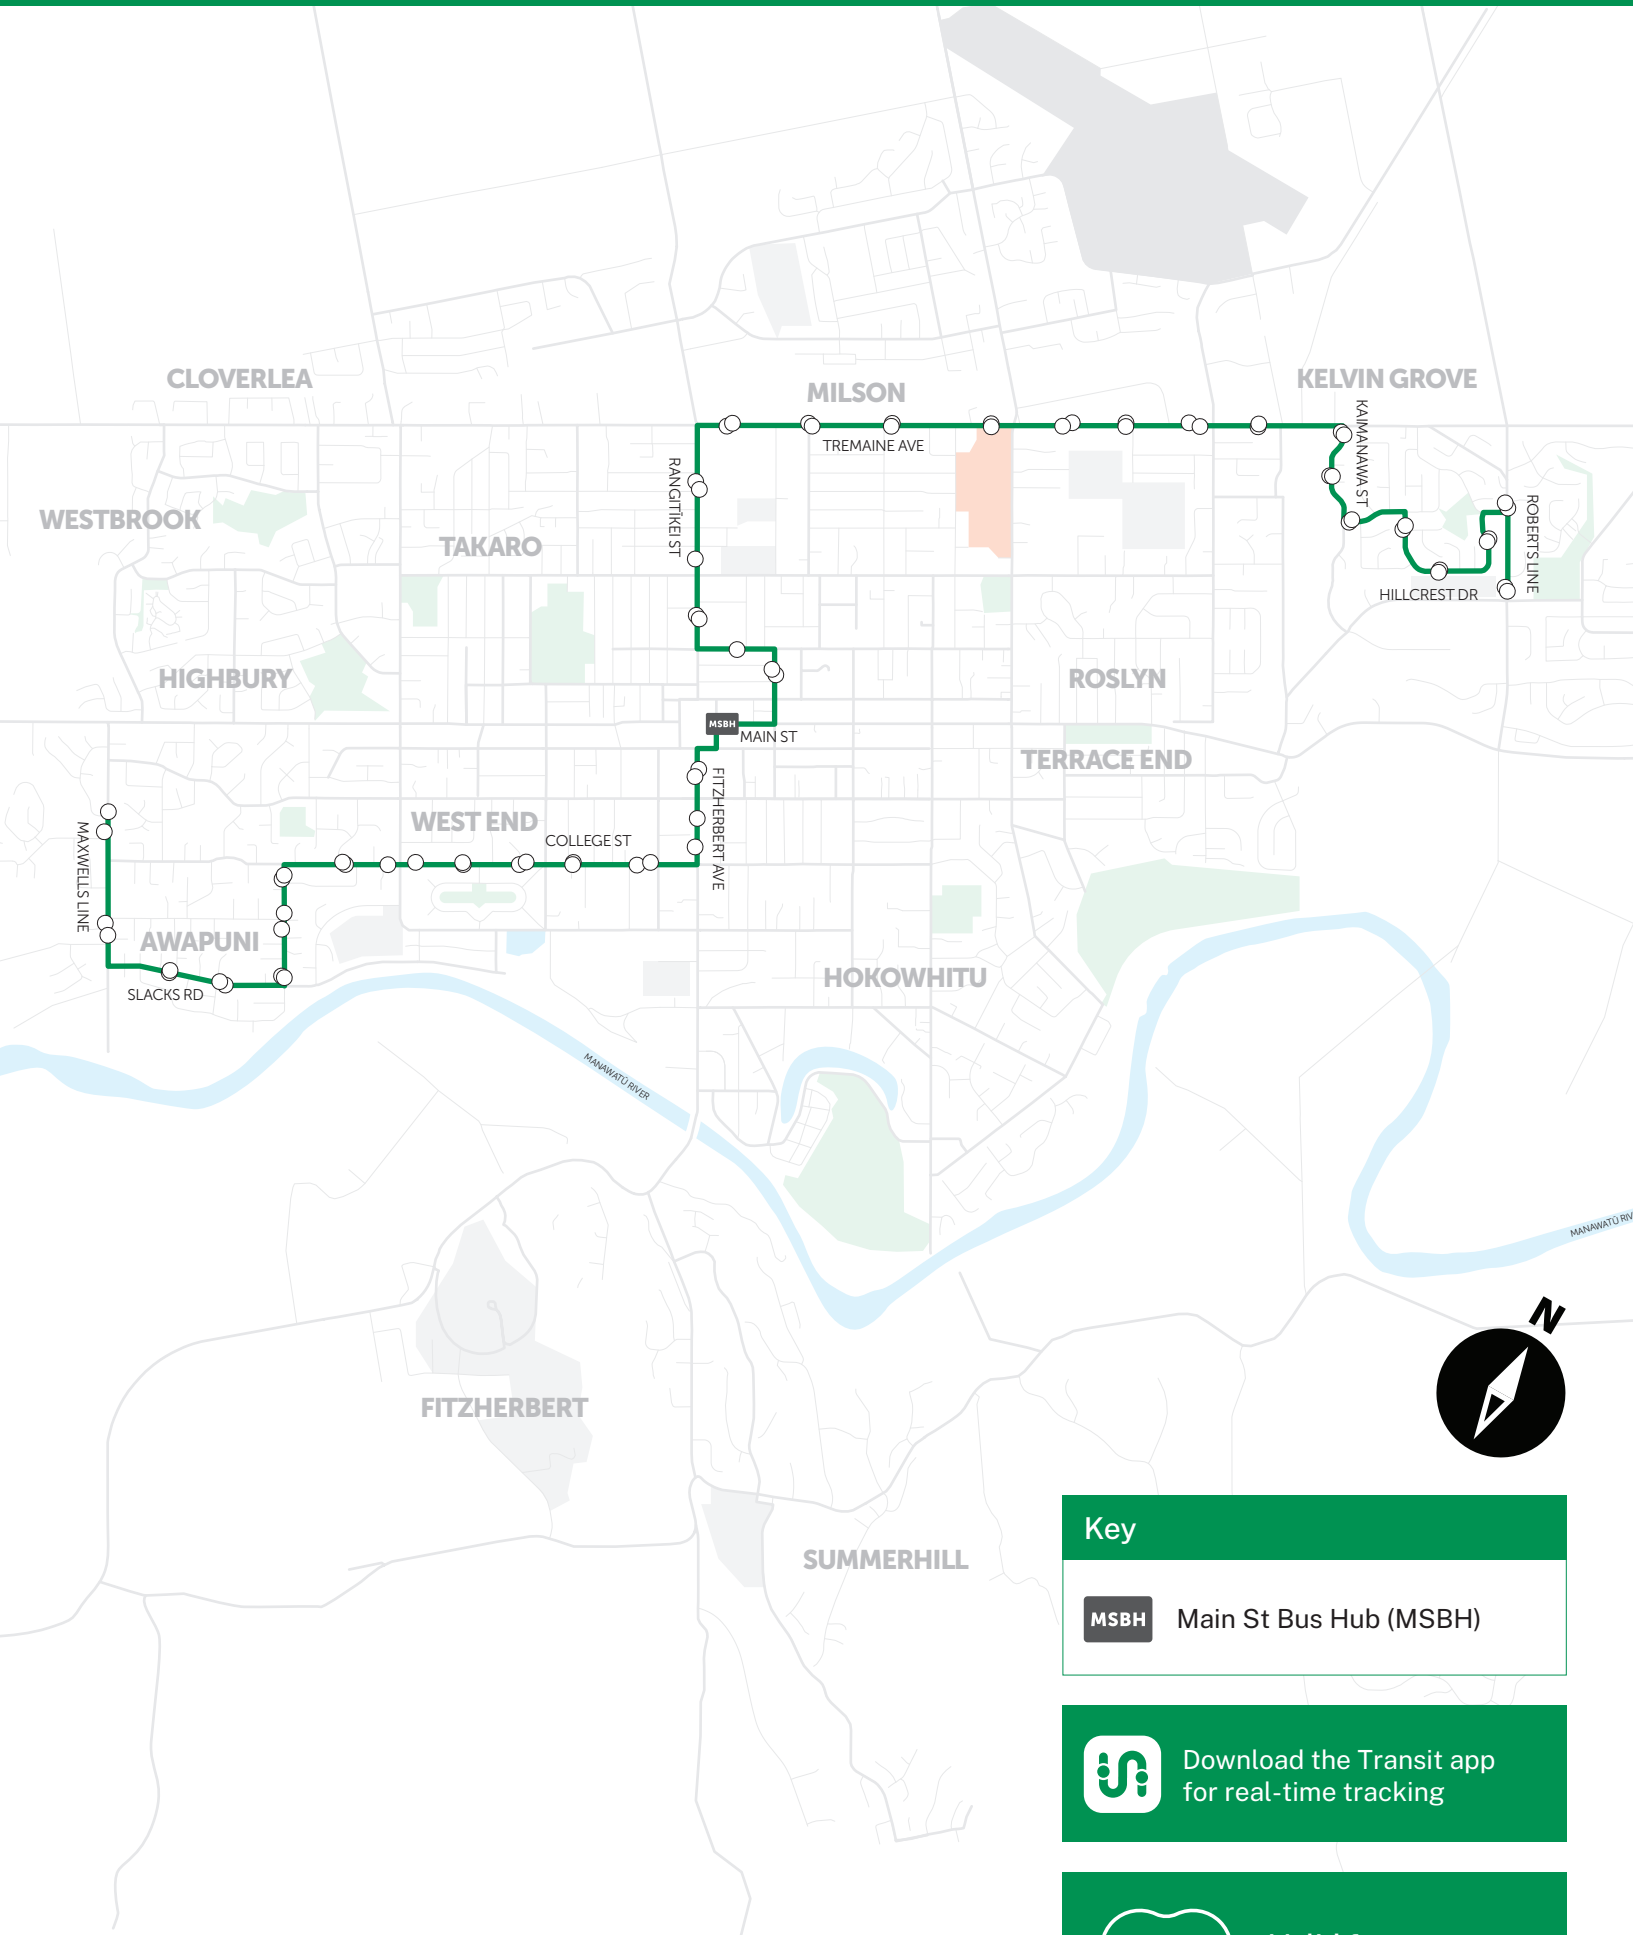 CLOVERLEA
MILSON
KELVIN GROVE
KAIMANAWA ST
TREMAINE AVE
RANGITĪKEI ST
ROBERTS LINE
WESTBROOK
TAKARO
HILLCREST DR
HIGHBURY
ROSLYN
MSBH
MAIN ST
TERRACE END
FITZHERBERT AVE
WEST END
COLLEGE ST
MAXWELLS LINE
AWAPUNI
SLACKS RD
HOKOWHITU
MANAWATŪ RIVER
MANAWATŪ RIV
N
FITZHERBERT
SUMMERHILL
Key
MSBH Main St Bus Hub (MSBH)
Download the Transit app
for real-time tracking